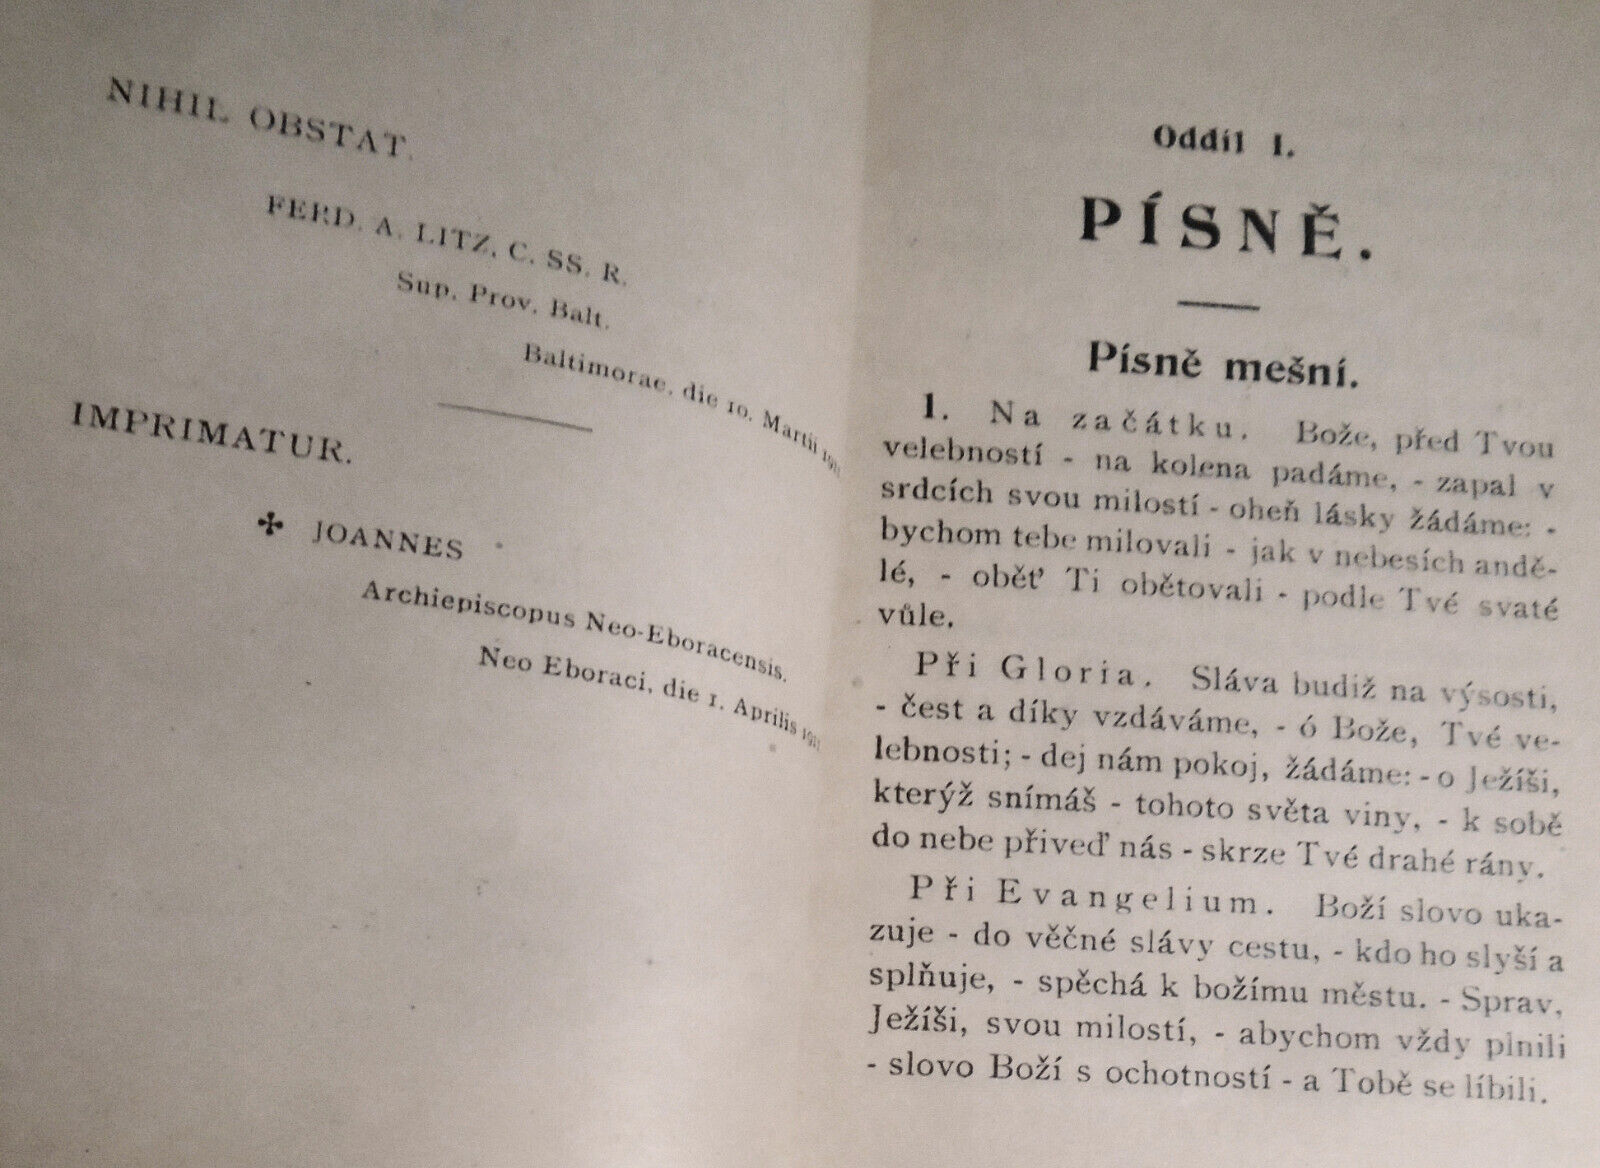 NIHIL OBSTAT.
FERD. A. LITZ, C. SS. R.
Sup. Prov. Balt.
Baltimorae, die 10. Martii 1911
IMPRIMATUR.
✠ JOANNES
Archiepiscopus Neo-Eboracensis.
Neo Eboraci, die 1. Aprilis 1911.
Oddíl I.
PÍSNĚ.
Písně mešní.
1. Na začátku. Bože, před Tvou
velebností - na kolena padáme, - zapal v
srdcích svou milostí - oheň lásky žádáme: -
bychom tebe milovali - jak v nebesích andě-
lé, - oběť Ti obětovali - podle Tvé svaté
vůle.
Při Gloria. Sláva budiž na výsosti,
- čest a díky vzdáváme, - ó Bože, Tvé ve-
lebnosti; - dej nám pokoj, žádáme: - o Ježíši,
kterýž snímáš - tohoto světa viny, - k sobě
do nebe přiveď nás - skrze Tvé drahé rány.
Při Evangelium. Boží slovo uka-
zuje - do věčné slávy cestu, - kdo ho slyší a
splňuje, - spěchá k božímu městu. - Sprav,
Ježíši, svou milostí, - abychom vždy plnili
- slovo Boží s ochotností - a Tobě se líbili.